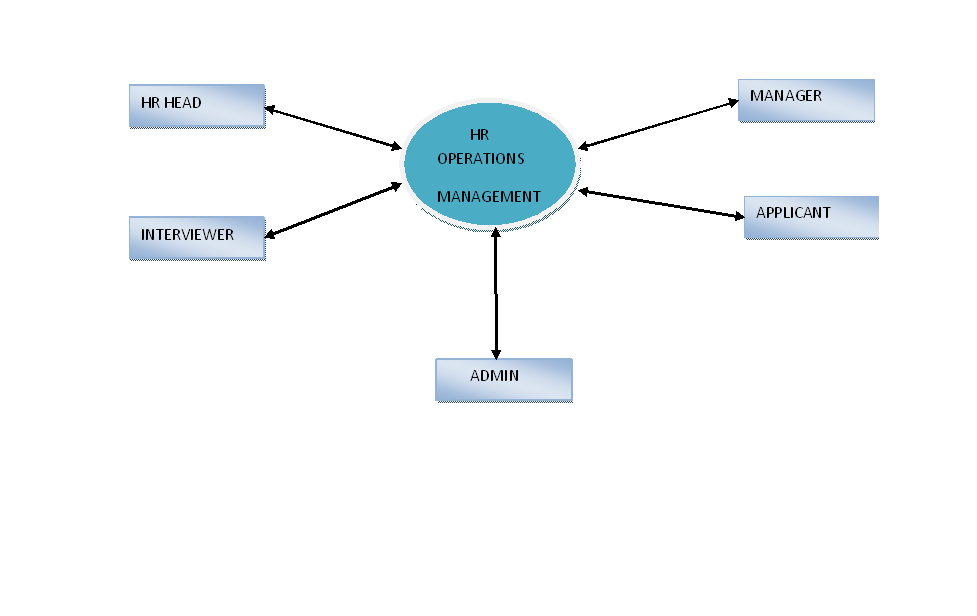 HR HEAD
MANAGER
HR
OPERATIONS
MANAGEMENT
INTERVIEWER
APPLICANT
ADMIN